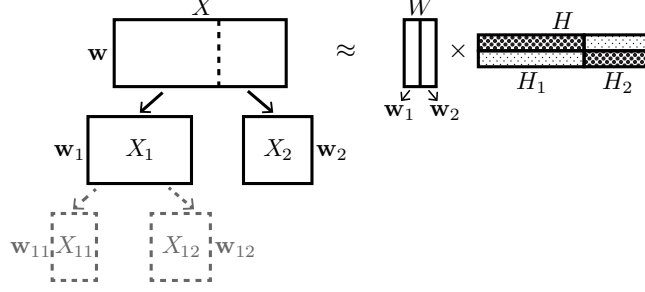 X W
w ≈ × H
H₁ H₂
w₁ w₂
w₁ X₁ X₂ w₂
w₁₁ X₁₁ X₁₂ w₁₂